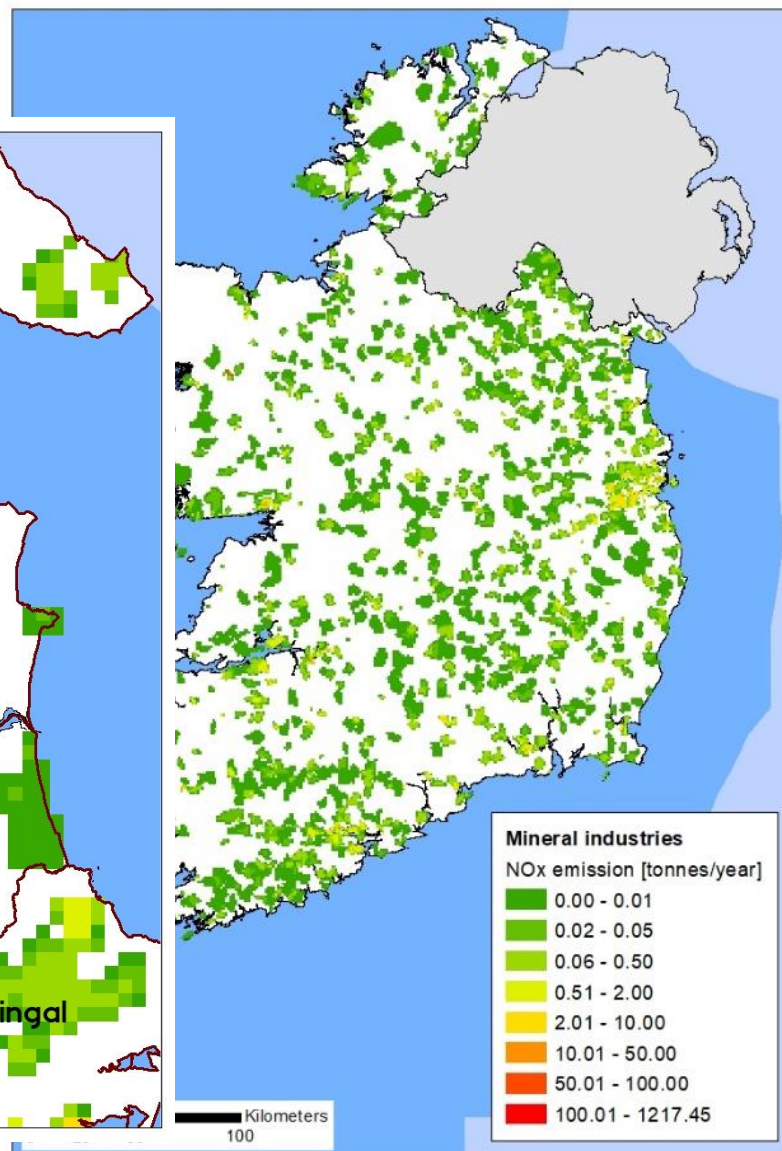 ingal
Mineral industries
NOx emission [tonnes/year]
0.00 - 0.01
0.02 - 0.05
0.06 - 0.50
0.51 - 2.00
2.01 - 10.00
10.01 - 50.00
50.01 - 100.00
100.01 - 1217.45
Kilometers
100